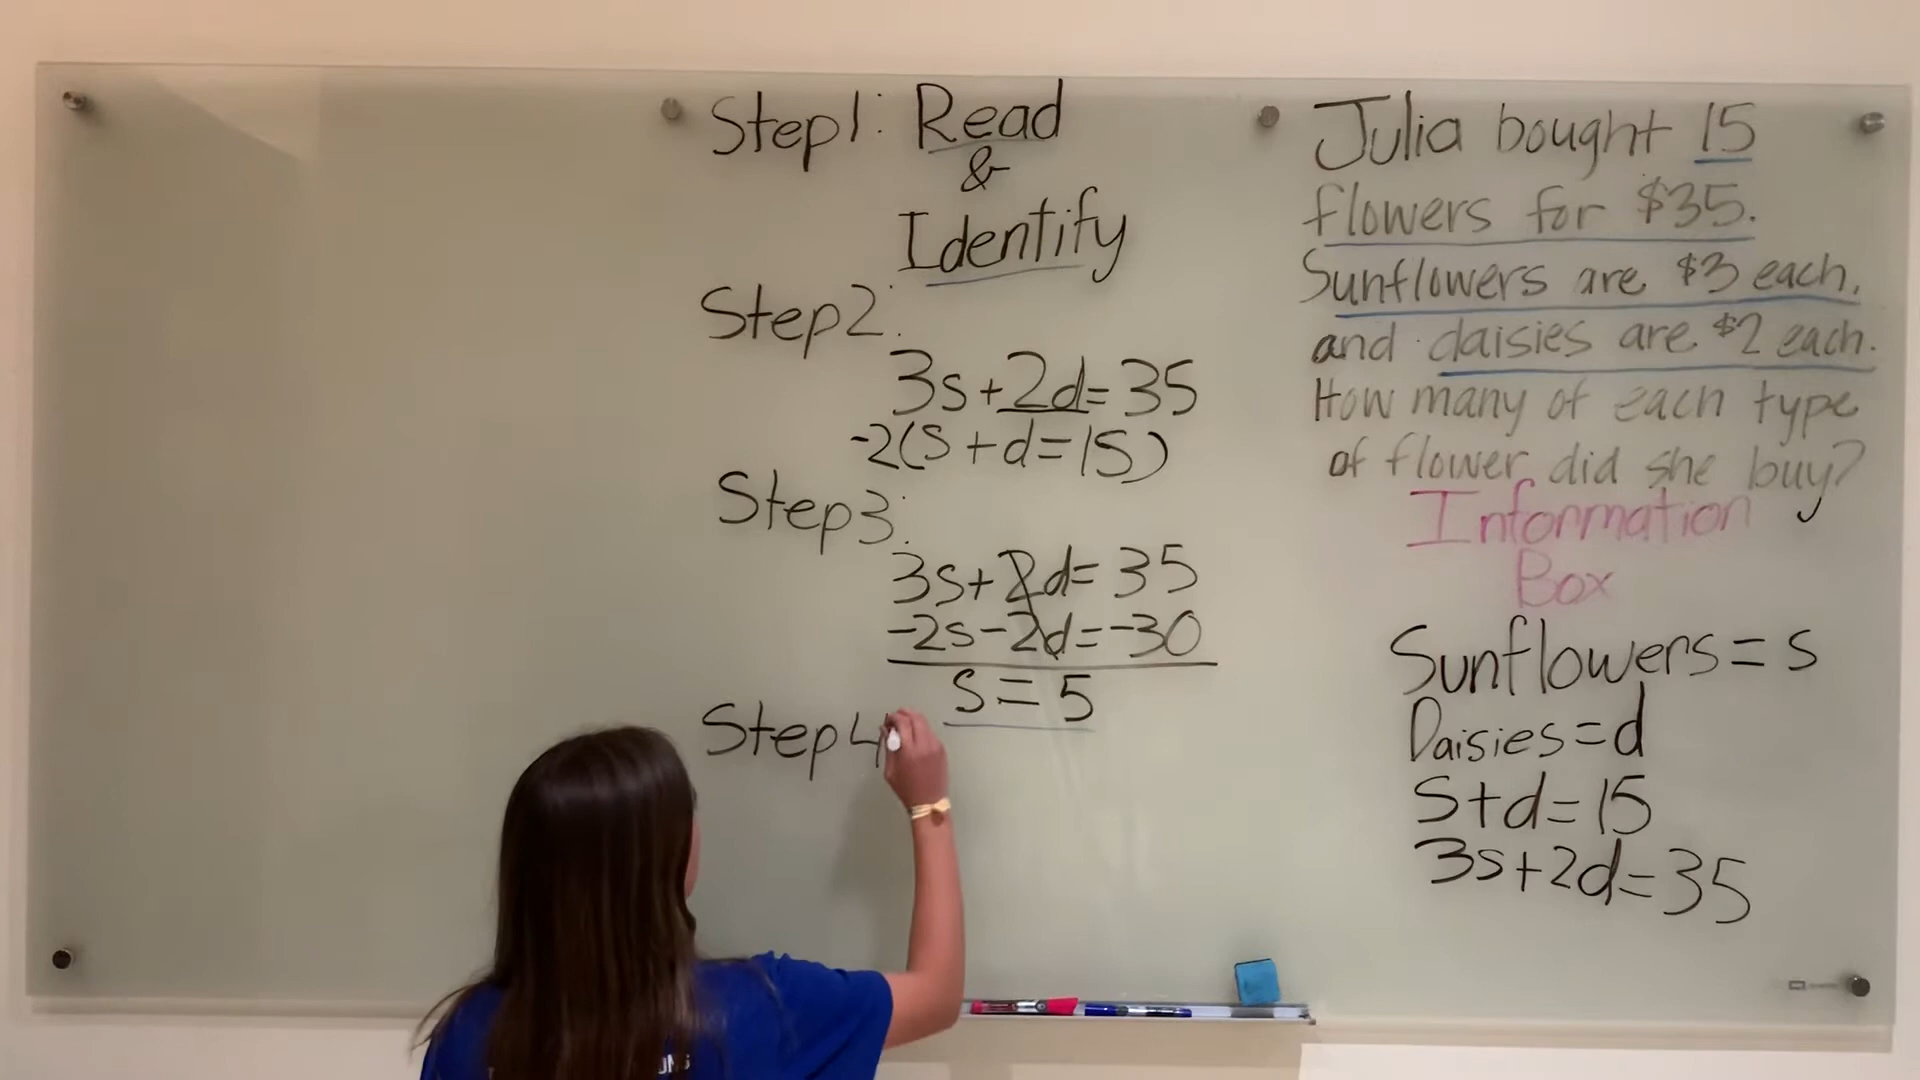 Step1: Read
&
Identify
Step2:
3s+2d=35
-2(s+d=15)
Step3:
3s+2d=35
-2s-2d=-30
s=5
Step4
Julia bought 15
flowers for $35.
Sunflowers are $3 each,
and daisies are $2 each.
How many of each type
of flower did she buy?
Information
Box
Sunflowers=s
Daisies=d
S+d=15
3s+2d=35